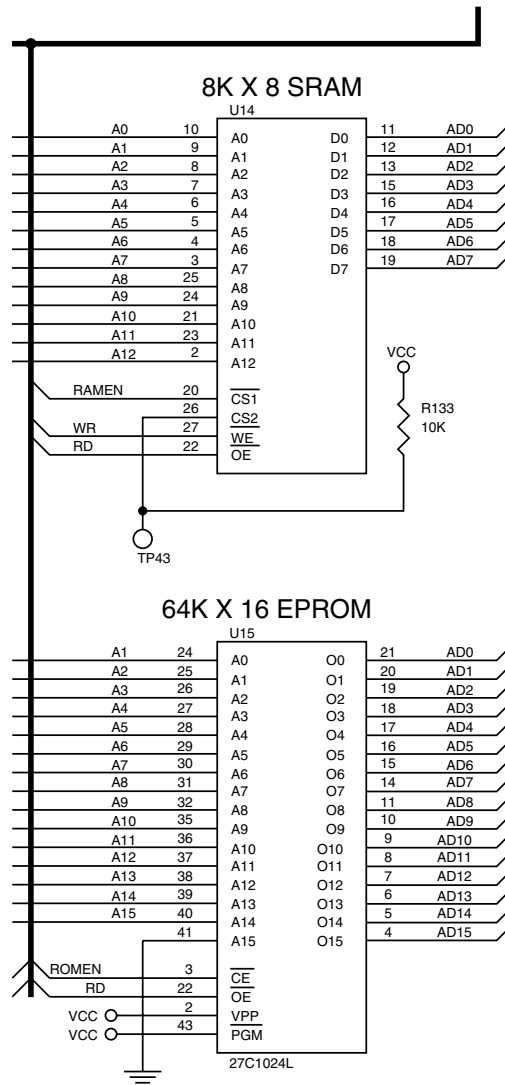 8K X 8 SRAM
U14
A0 10 A0 D0 11 AD0
A1 9 A1 D1 12 AD1
A2 8 A2 D2 13 AD2
A3 7 A3 D3 15 AD3
A4 6 A4 D4 16 AD4
A5 5 A5 D5 17 AD5
A6 4 A6 D6 18 AD6
A7 3 A7 D7 19 AD7
A8 25 A8
A9 24 A9
A10 21 A10
A11 23 A11
A12 2 A12
VCC
RAMEN 20 CS1
26 CS2
R133
10K
WR 27 WE
RD 22 OE
TP43
64K X 16 EPROM
U15
A1 24 A0 O0 21 AD0
A2 25 A1 O1 20 AD1
A3 26 A2 O2 19 AD2
A4 27 A3 O3 18 AD3
A5 28 A4 O4 17 AD4
A6 29 A5 O5 16 AD5
A7 30 A6 O6 15 AD6
A8 31 A7 O7 14 AD7
A9 32 A8 O8 11 AD8
A10 35 A9 O9 10 AD9
A11 36 A10 O10 9 AD10
A12 37 A11 O11 8 AD11
A13 38 A12 O12 7 AD12
A14 39 A13 O13 6 AD13
A15 40 A14 O14 5 AD14
41 A15 O15 4 AD15
ROMEN 3 CE
RD 22 OE
VCC 2 VPP
VCC 43 PGM
27C1024L